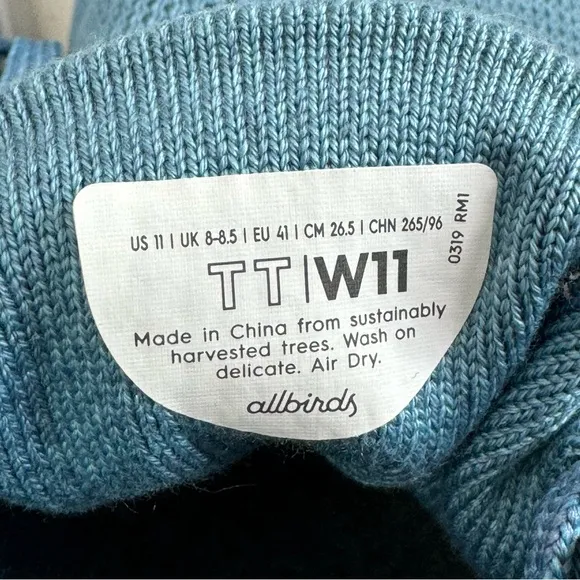 US 11 | UK 8-8.5 | EU 41 | CM 26.5 | CHN 265/96
TT|W11
Made in China from sustainably
harvested trees. Wash on
delicate. Air Dry.
allbirds
0319 RM1